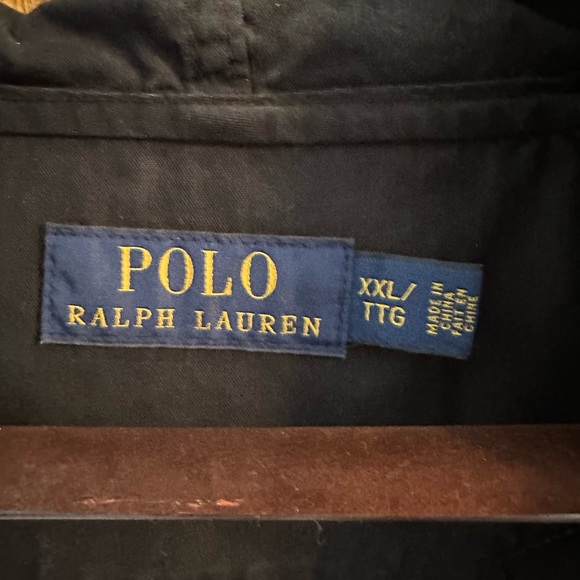 POLO
RALPH LAUREN
XXL/
TTG
MADE IN
CHINA
FAIT EN
CHINE